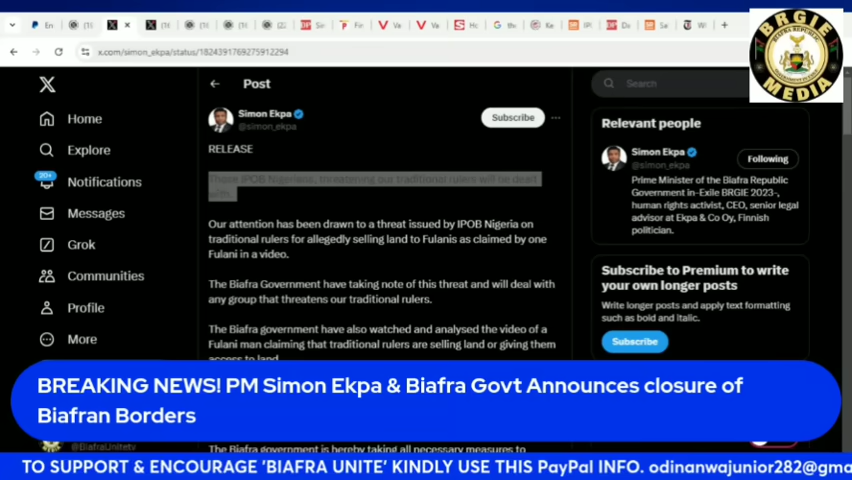 BRGIE
BIAFRA REPUBLIC
MEDIA
x.com/simon_ekpa/status/1824391769275912294
Home
Explore
20+
Notifications
Messages
Grok
Communities
Profile
More
@BiafraUnitetv
Post
Simon Ekpa
@simon_ekpa
Subscribe
RELEASE
These IPOB Nigerians, threatening our traditional rulers will be dealt
with.
Our attention has been drawn to a threat issued by IPOB Nigeria on
traditional rulers for allegedly selling land to Fulanis as claimed by one
Fulani in a video.
The Biafra Government have taking note of this threat and will deal with
any group that threatens our traditional rulers.
The Biafra government have also watched and analysed the video of a
Fulani man claiming that traditional rulers are selling land or giving them
access to land
The Biafra government is hereby taking all necessary measures to
Search
Relevant people
Simon Ekpa
@simon_ekpa
Following
Prime Minister of the Biafra Republic
Government in-Exile BRGIE 2023-,
human rights activist, CEO, senior legal
advisor at Ekpa & Co Oy, Finnish
politician.
Subscribe to Premium to write
your own longer posts
Write longer posts and apply text formatting
such as bold and italic.
Subscribe
BREAKING NEWS! PM Simon Ekpa & Biafra Govt Announces closure of
Biafran Borders
TO SUPPORT & ENCOURAGE 'BIAFRA UNITE' KINDLY USE THIS PayPal INFO. odinanwajunior282@gma